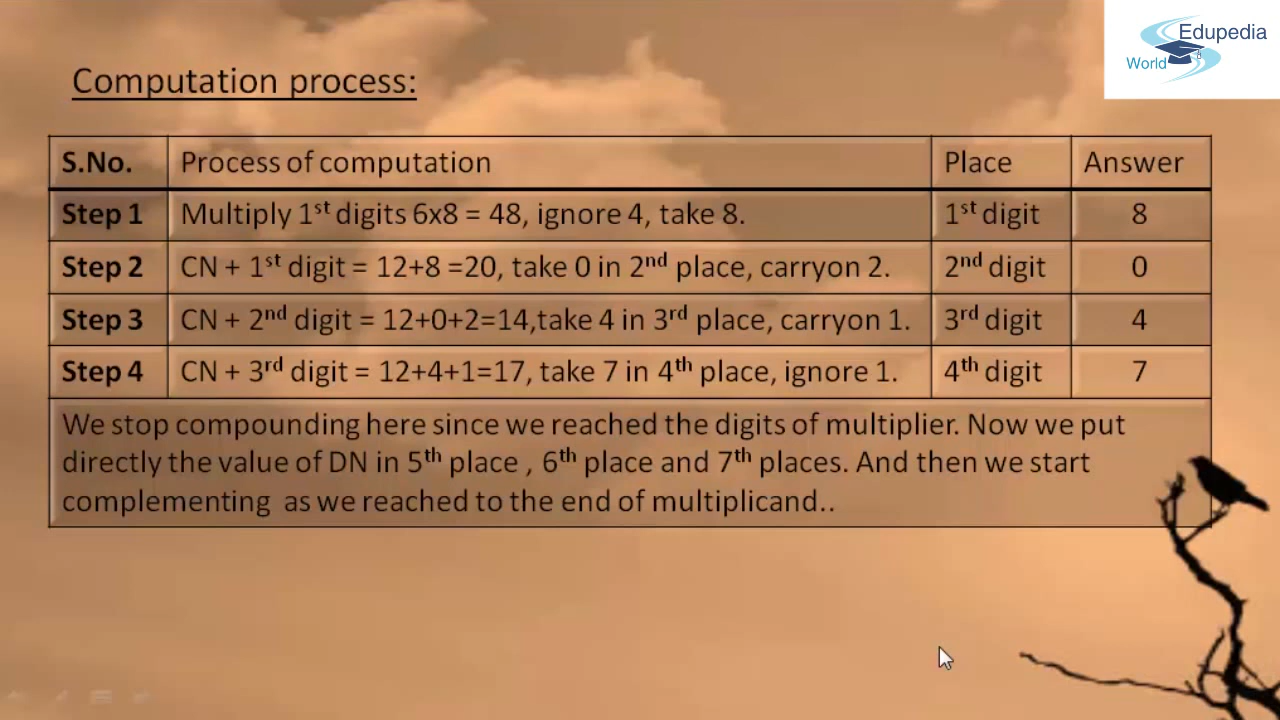 Edupedia
World
Computation process:
S.No. Process of computation Place Answer
Step 1 Multiply 1st digits 6x8 = 48, ignore 4, take 8. 1st digit 8
Step 2 CN + 1st digit = 12+8 =20, take 0 in 2nd place, carryon 2. 2nd digit 0
Step 3 CN + 2nd digit = 12+0+2=14,take 4 in 3rd place, carryon 1. 3rd digit 4
Step 4 CN + 3rd digit = 12+4+1=17, take 7 in 4th place, ignore 1. 4th digit 7
We stop compounding here since we reached the digits of multiplier. Now we put
directly the value of DN in 5th place , 6th place and 7th places. And then we start
complementing as we reached to the end of multiplicand..